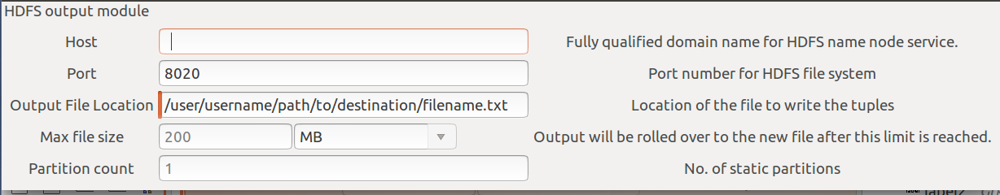 HDFS output module
Host Fully qualified domain name for HDFS name node service.
Port 8020 Port number for HDFS file system
Output File Location /user/username/path/to/destination/filename.txt Location of the file to write the tuples
Max file size 200 MB Output will be rolled over to the new file after this limit is reached.
Partition count 1 No. of static partitions